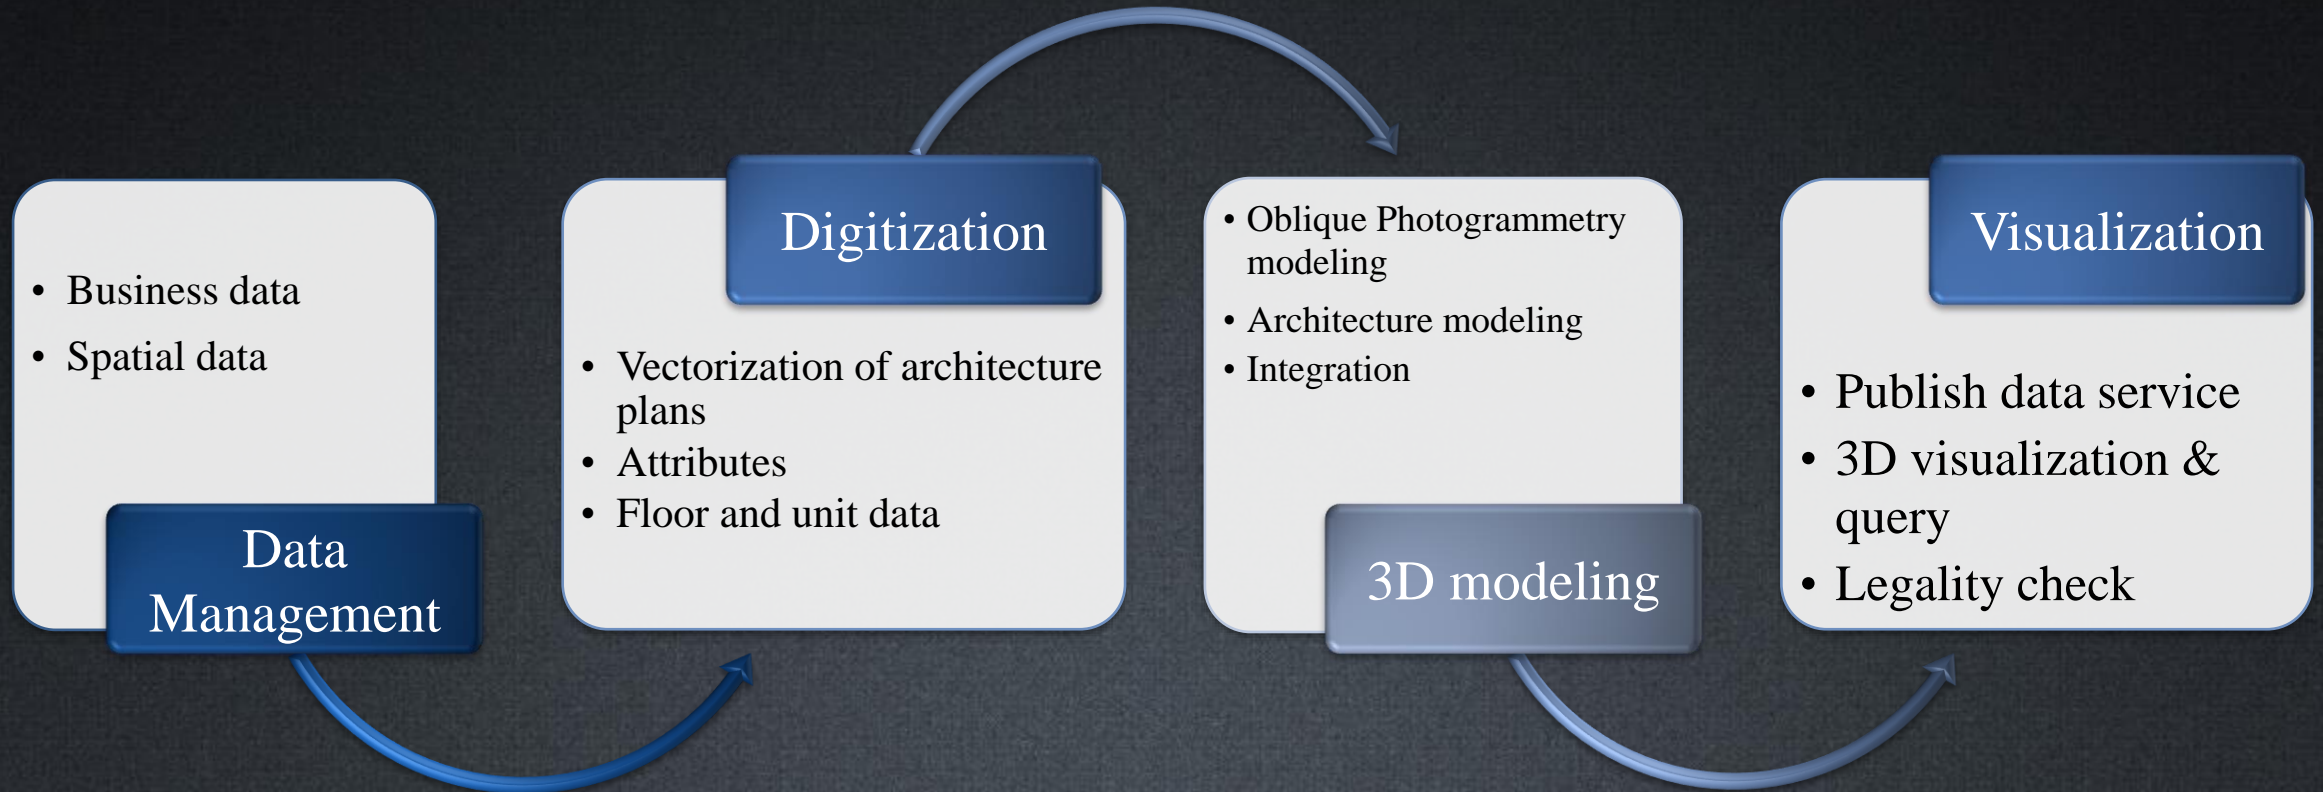 • Business data
• Spatial data
Data
Management
Digitization
• Vectorization of architecture
plans
• Attributes
• Floor and unit data
• Oblique Photogrammetry
modeling
• Architecture modeling
• Integration
3D modeling
Visualization
• Publish data service
• 3D visualization &
query
• Legality check